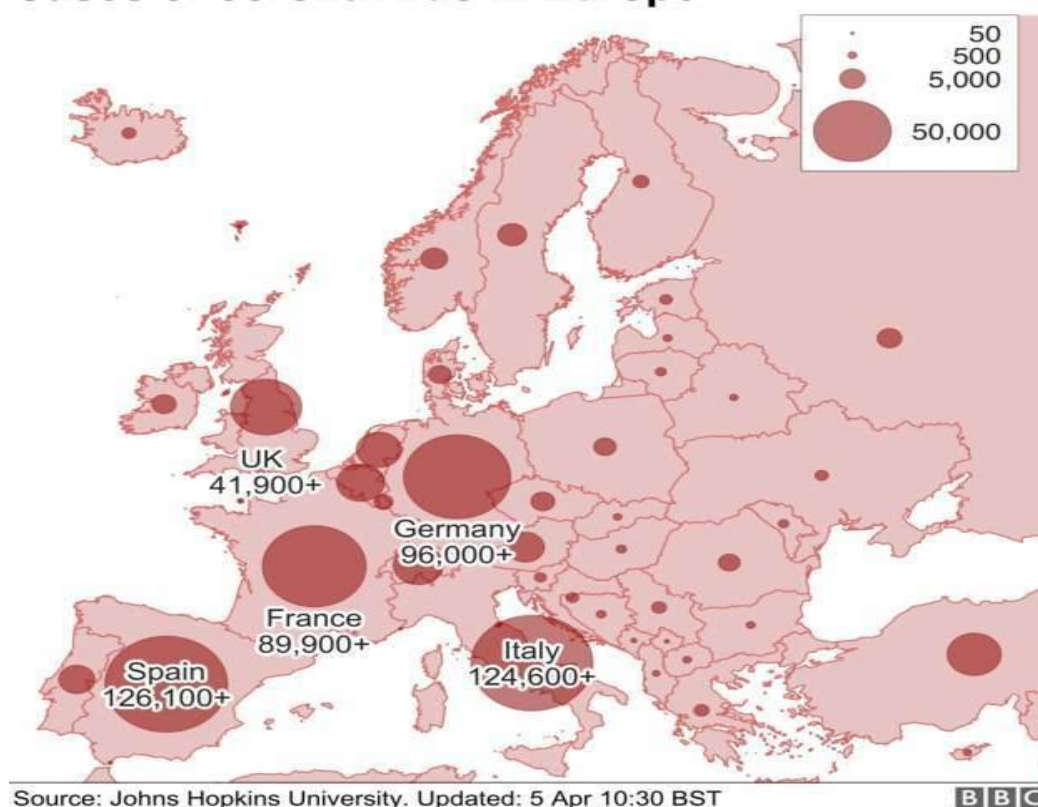 50
500
5,000
50,000
UK
41,900+
Germany
96,000+
France
89,900+
Spain
126,100+
Italy
124,600+
Source: Johns Hopkins University. Updated: 5 Apr 10:30 BST
BBC